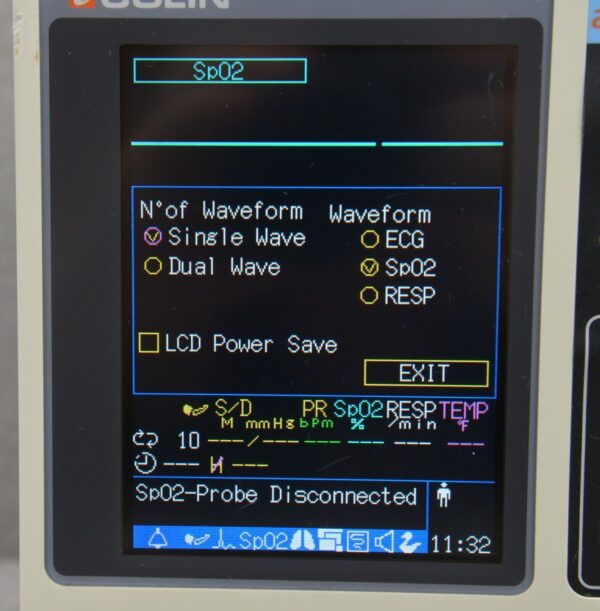 COLIN
SpO2
N°of Waveform Waveform
Single Wave ECG
Dual Wave SpO2
RESP
LCD Power Save
EXIT
S/D PR SpO2 RESP TEMP
M mmHg bPm % /min °F
10 ---/--- --- --- --- ---
--- ---
SpO2-Probe Disconnected
SpO2 11:32